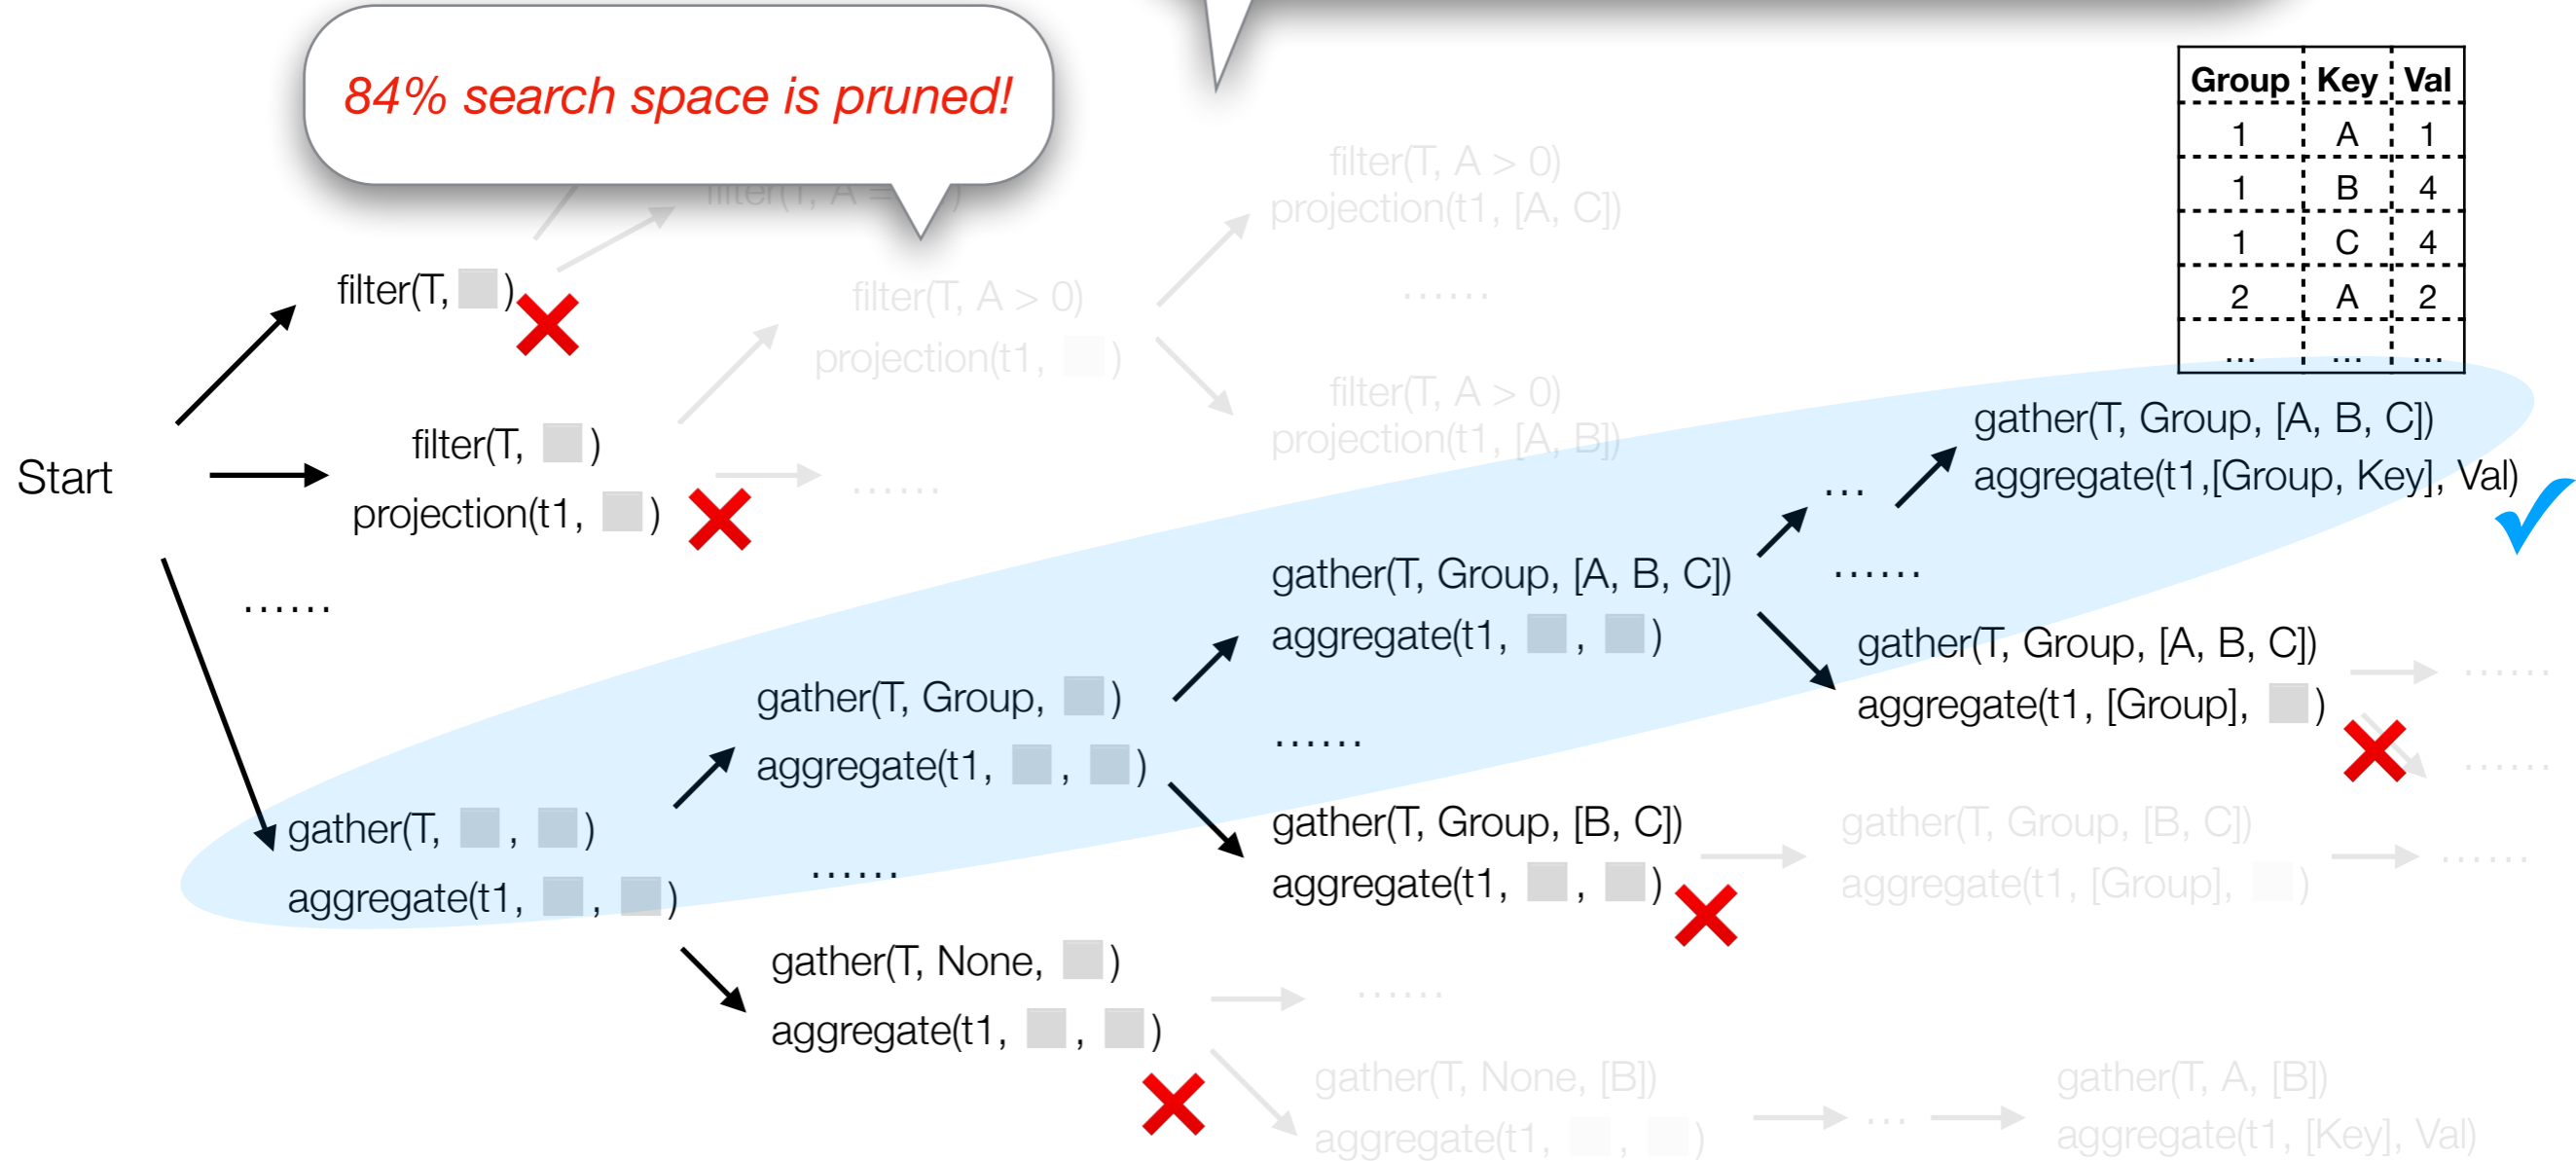 84% search space is pruned!
Group Key Val
1 A 1
1 B 4
1 C 4
2 A 2
... ... ...
filter(T, A > 0)
projection(t1, [A, C])
......
filter(T, A > 0)
projection(t1, [A, B])
filter(T, A =
filter(T, A > 0)
projection(t1, )
......
filter(T, )
Start
filter(T, )
projection(t1, )
......
gather(T, , )
aggregate(t1, , )
gather(T, Group, )
aggregate(t1, , )
......
gather(T, None, )
aggregate(t1, , )
gather(T, Group, [A, B, C])
aggregate(t1, , )
......
gather(T, Group, [B, C])
aggregate(t1, , )
...
......
gather(T, Group, [A, B, C])
aggregate(t1,[Group, Key], Val)
gather(T, Group, [A, B, C])
aggregate(t1, [Group], )
......
......
gather(T, Group, [B, C])
aggregate(t1, [Group], )
......
......
gather(T, None, [B])
aggregate(t1, , )
...
gather(T, A, [B])
aggregate(t1, [Key], Val)